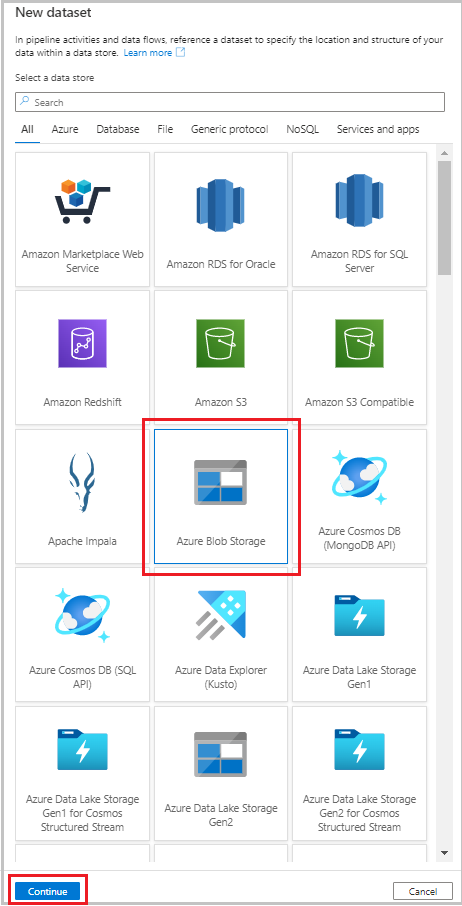 New dataset
In pipeline activities and data flows, reference a dataset to specify the location and structure of your
data within a data store. Learn more
Select a data store
Search
All Azure Database File Generic protocol NoSQL Services and apps
Amazon Marketplace Web
Service
Amazon RDS for Oracle
Amazon RDS for SQL
Server
Amazon Redshift
Amazon S3
Amazon S3 Compatible
Apache Impala
Azure Blob Storage
Azure Cosmos DB
(MongoDB API)
Azure Cosmos DB (SQL
API)
Azure Data Explorer
(Kusto)
Azure Data Lake Storage
Gen1
Azure Data Lake Storage
Gen1 for Cosmos
Structured Stream
Azure Data Lake Storage
Gen2
Azure Data Lake Storage
Gen2 for Cosmos
Structured Stream
Continue
Cancel